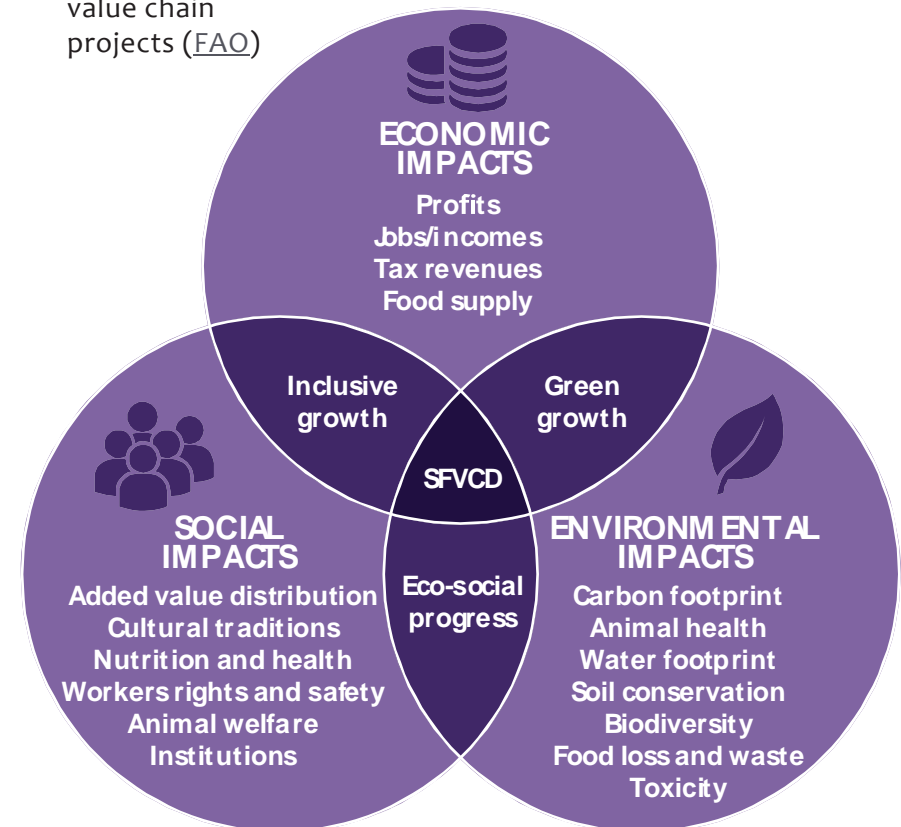 value chain
projects (FAO)
ECONOMIC
IMPACTS
Profits
Jobs/incomes
Tax revenues
Food supply
Inclusive
growth
Green
growth
SFVCD
SOCIAL
IMPACTS
Added value distribution
Cultural traditions
Nutrition and health
Workers rights and safety
Animal welfare
Institutions
Eco-social
progress
ENVIRONMENTAL
IMPACTS
Carbon footprint
Animal health
Water footprint
Soil conservation
Biodiversity
Food loss and waste
Toxicity